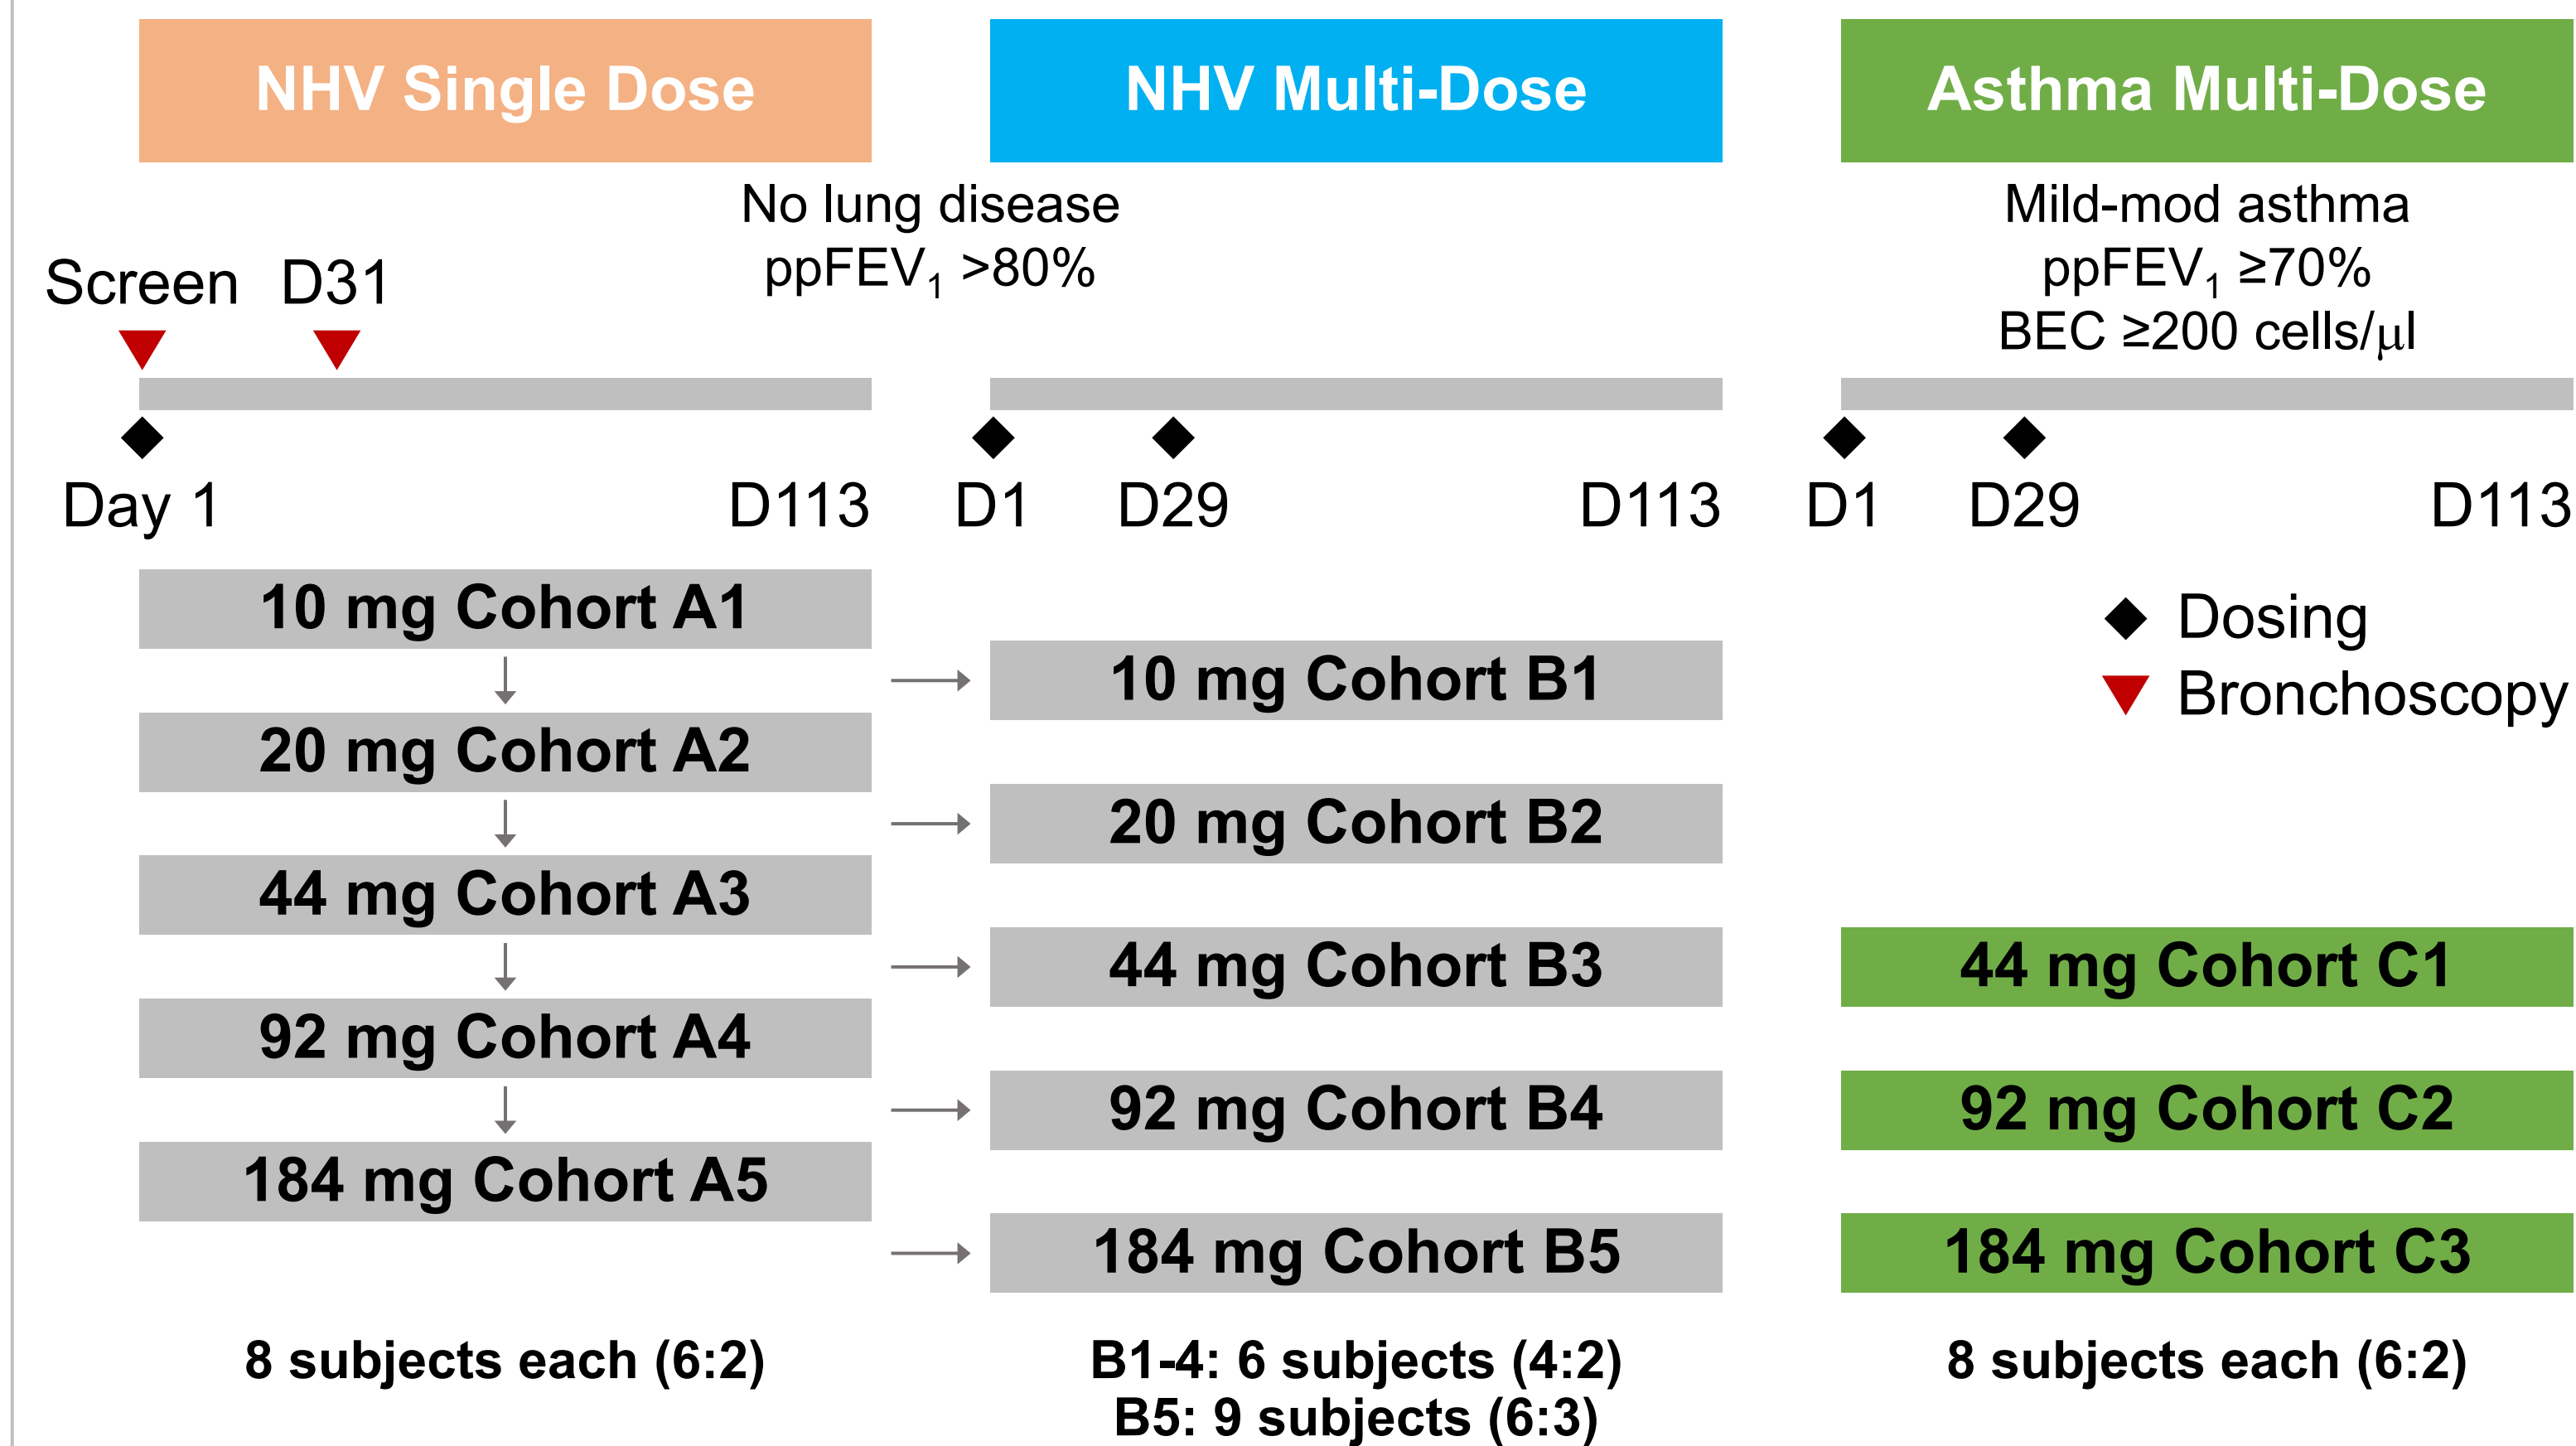 NHV Single Dose
NHV Multi-Dose
Asthma Multi-Dose
No lung disease
ppFEV₁ >80%
Mild-mod asthma
ppFEV₁ ≥70%
BEC ≥200 cells/μl
Screen
D31
Day 1
D113
D1
D29
D113
D1
D29
D113
Dosing
Bronchoscopy
10 mg Cohort A1
20 mg Cohort A2
44 mg Cohort A3
92 mg Cohort A4
184 mg Cohort A5
8 subjects each (6:2)
10 mg Cohort B1
20 mg Cohort B2
44 mg Cohort B3
92 mg Cohort B4
184 mg Cohort B5
B1-4: 6 subjects (4:2)
B5: 9 subjects (6:3)
44 mg Cohort C1
92 mg Cohort C2
184 mg Cohort C3
8 subjects each (6:2)